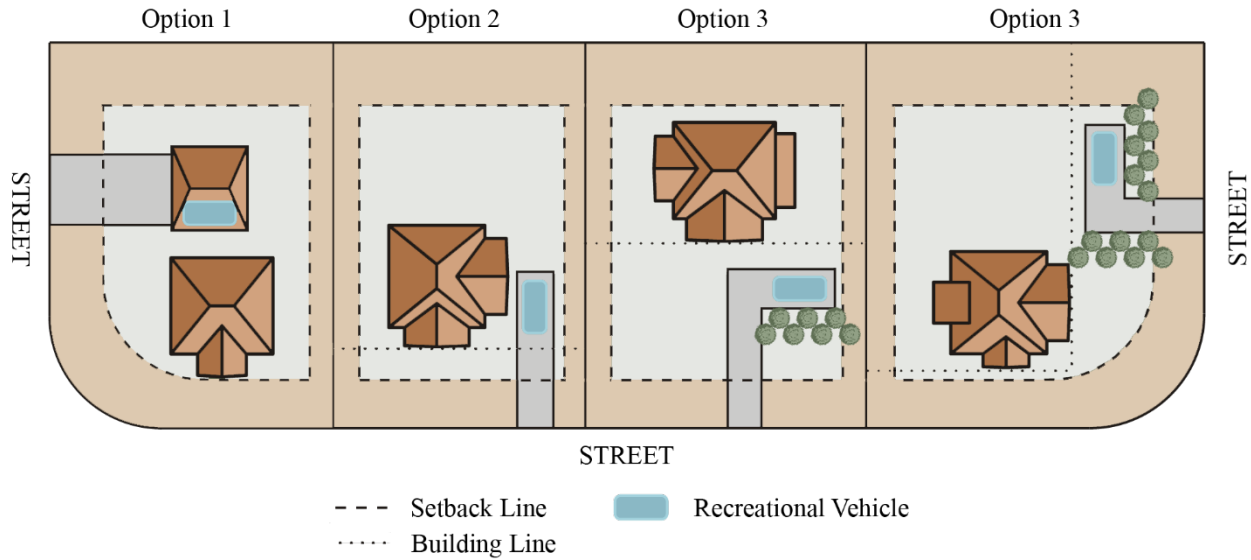 Option 1
Option 2
Option 3
Option 3
STREET
STREET
STREET
Setback Line
Recreational Vehicle
Building Line